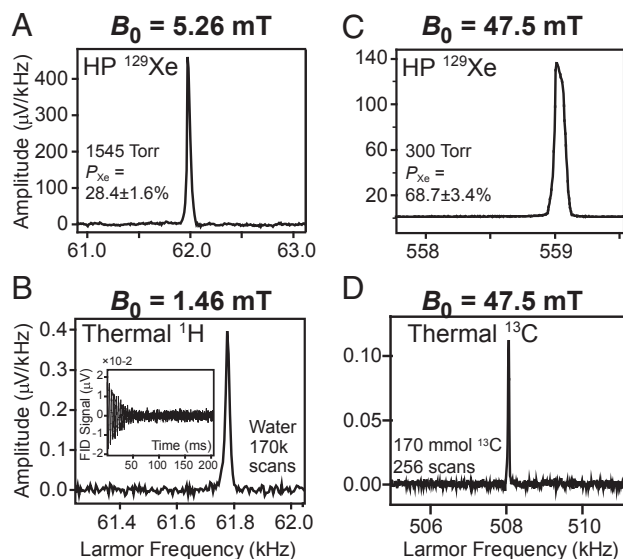 A
B₀ = 5.26 mT
HP ¹²⁹Xe
1545 Torr
P_Xe =
28.4±1.6%
Amplitude (µV/kHz)
400
300
200
100
0
61.0
62.0
63.0
C
B₀ = 47.5 mT
HP ¹²⁹Xe
300 Torr
P_Xe =
68.7±3.4%
140
100
60
20
558
559
B
B₀ = 1.46 mT
Thermal ¹H
×10⁻²
FID Signal (µV)
2
1
0
-1
-2
Time (ms)
50
100
150
200
Water
170k
scans
Amplitude (µV/kHz)
0.4
0.3
0.2
0.1
0.0
61.4
61.6
61.8
62.0
Larmor Frequency (kHz)
D
B₀ = 47.5 mT
Thermal ¹³C
170 mmol ¹³C
256 scans
0.10
0.05
0.00
506
508
510
Larmor Frequency (kHz)